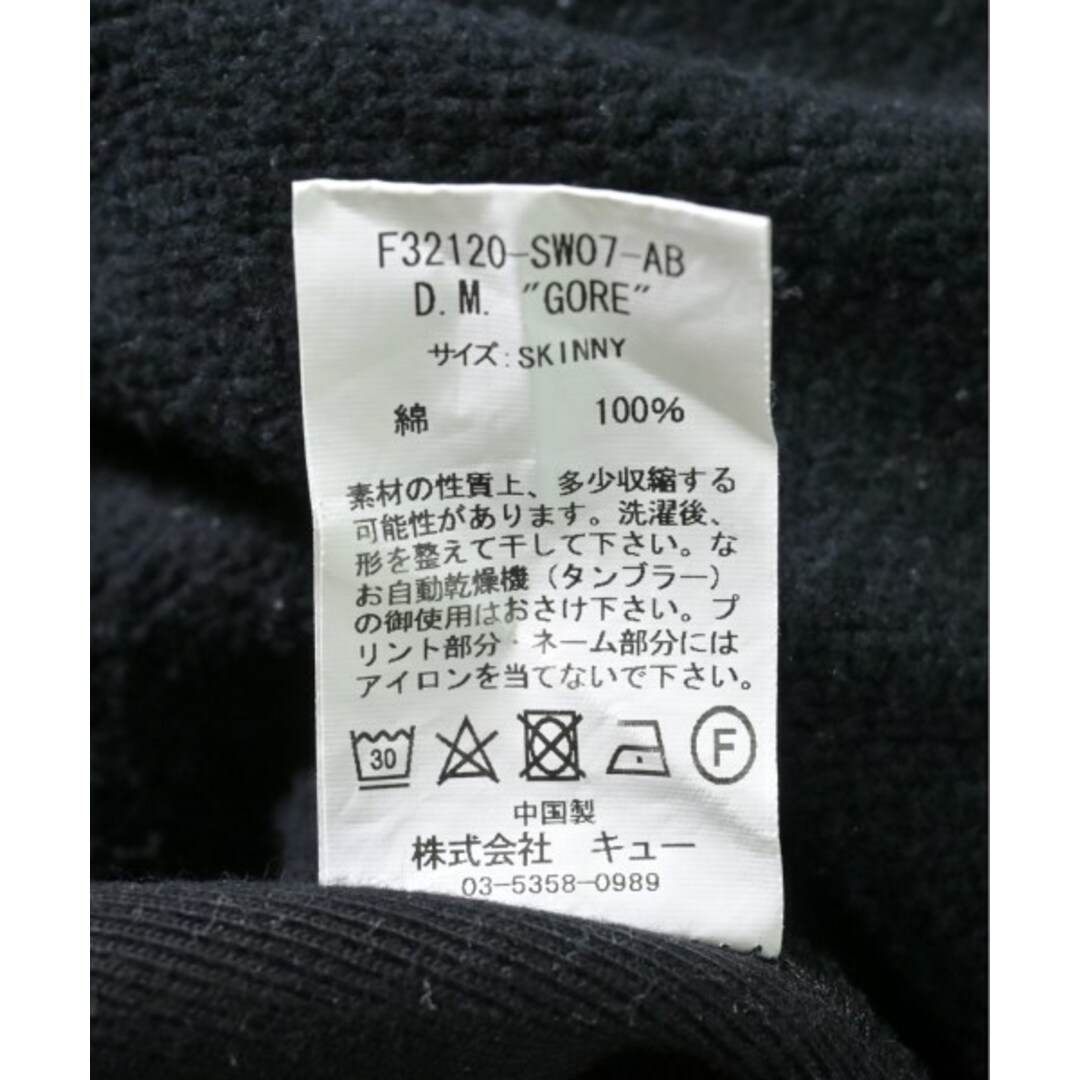 F32120-SW07-AB
D.M. "GORE"
サイズ:SKINNY
綿 100%
素材の性質上、多少収縮する
可能性があります。洗濯後、
形を整えて干して下さい。な
お自動乾燥機(タンブラー)
の御使用はおさけ下さい。プ
リント部分・ネーム部分には
アイロンを当てないで下さい。
30 F
中国製
株式会社 キュー
03-5358-0989